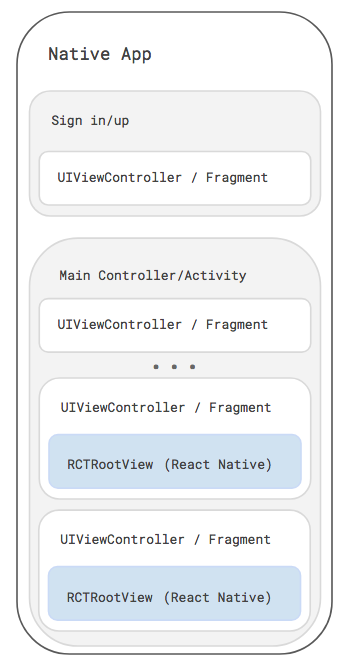 Native App
Sign in/up
UIViewController / Fragment
Main Controller/Activity
UIViewController / Fragment
• • •
UIViewController / Fragment
RCTRootView (React Native)
UIViewController / Fragment
RCTRootView (React Native)